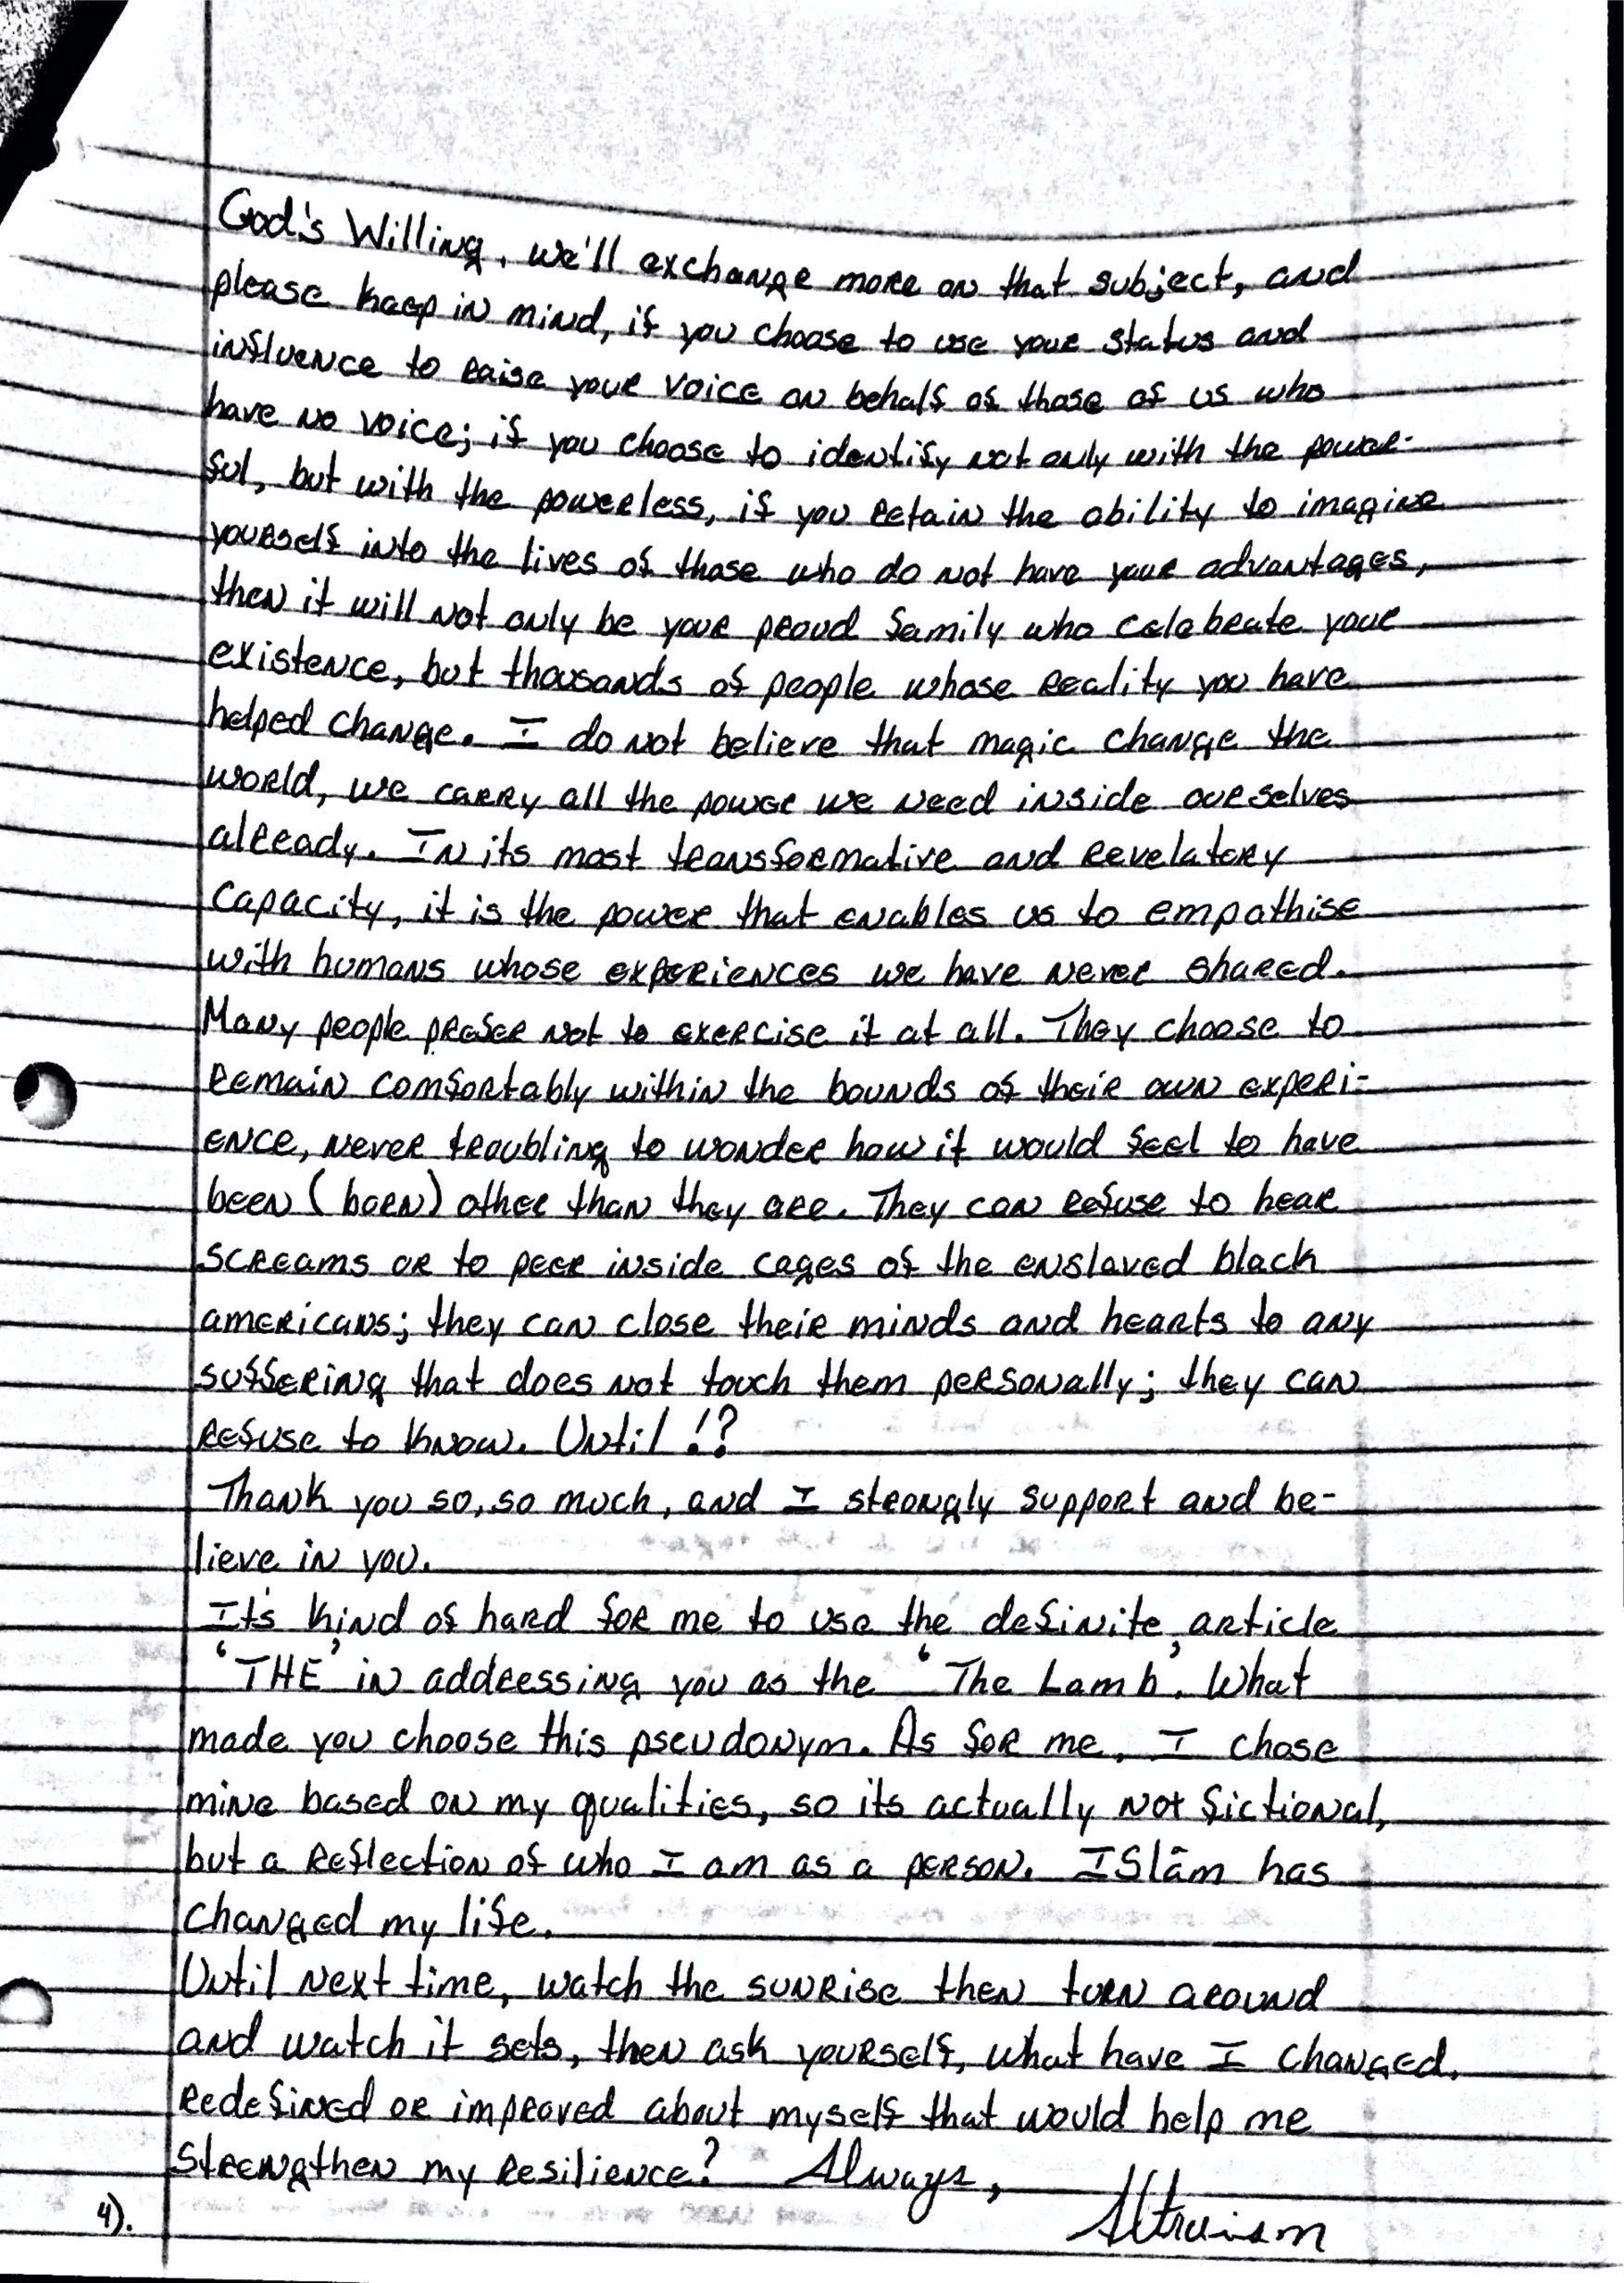 God's Willing, we'll exchange more on that subject, and
please keep in mind, if you choose to use your status and
influence to raise your voice on behalf of those of us who
have no voice; if you choose to identify not only with the power-
ful, but with the powerless, if you retain the ability to imagine
yourself into the lives of those who do not have your advantages,
then it will not only be your proud family who celebrate your
existence, but thousands of people whose reality you have
helped change. I do not believe that magic change the
world, we carry all the power we need inside ourselves
already. In its most transformative and revelatory
capacity, it is the power that enables us to empathise
with humans whose experiences we have never shared.
Many people prefer not to exercise it at all. They choose to
remain comfortably within the bounds of their own experi-
ence, never troubling to wonder how it would feel to have
been (born) other than they are. They can refuse to hear
screams or to peer inside cages of the enslaved black
americans; they can close their minds and hearts to any
suffering that does not touch them personally; they can
refuse to know. Until!?
Thank you so, so much, and I strongly support and be-
lieve in you.
It's kind of hard for me to use the definite, article
'THE' in addressing you as the 'The Lamb'. What
made you choose this pseudonym. As for me, I chose
mine based on my qualities, so its actually not fictional,
but a reflection of who I am as a person. ISlām has
changed my life.
Until next time, watch the sunrise then turn around
and watch it sets, then ask yourself, what have I changed,
redefined or improved about myself that would help me
strengthen my resilience? Always,
Altruism
4).